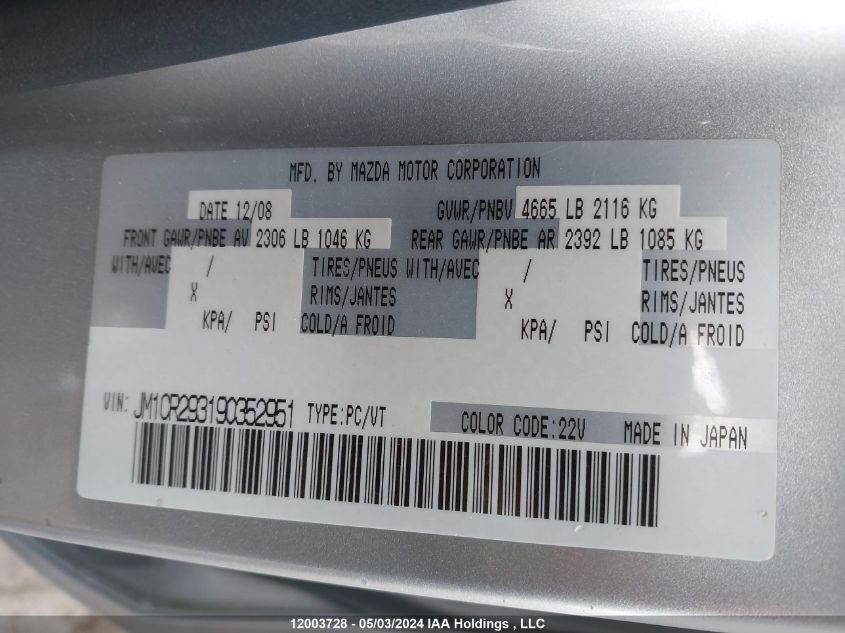 MFD. BY MAZDA MOTOR CORPORATION
DATE 12/08 GVWR/PNBV 4665 LB 2116 KG
FRONT GAWR/PNBE AV 2306 LB 1046 KG REAR GAWR/PNBE AR 2392 LB 1085 KG
WITH/AVEC / TIRES/PNEUS WITH/AVEC / TIRES/PNEUS
X RIMS/JANTES X RIMS/JANTES
KPA/ PSI COLD/A FROID KPA/ PSI COLD/A FROID
VIN: JM1CR293190352951 TYPE:PC/VT COLOR CODE:22V MADE IN JAPAN
12003728 - 05/03/2024 IAA Holdings , LLC